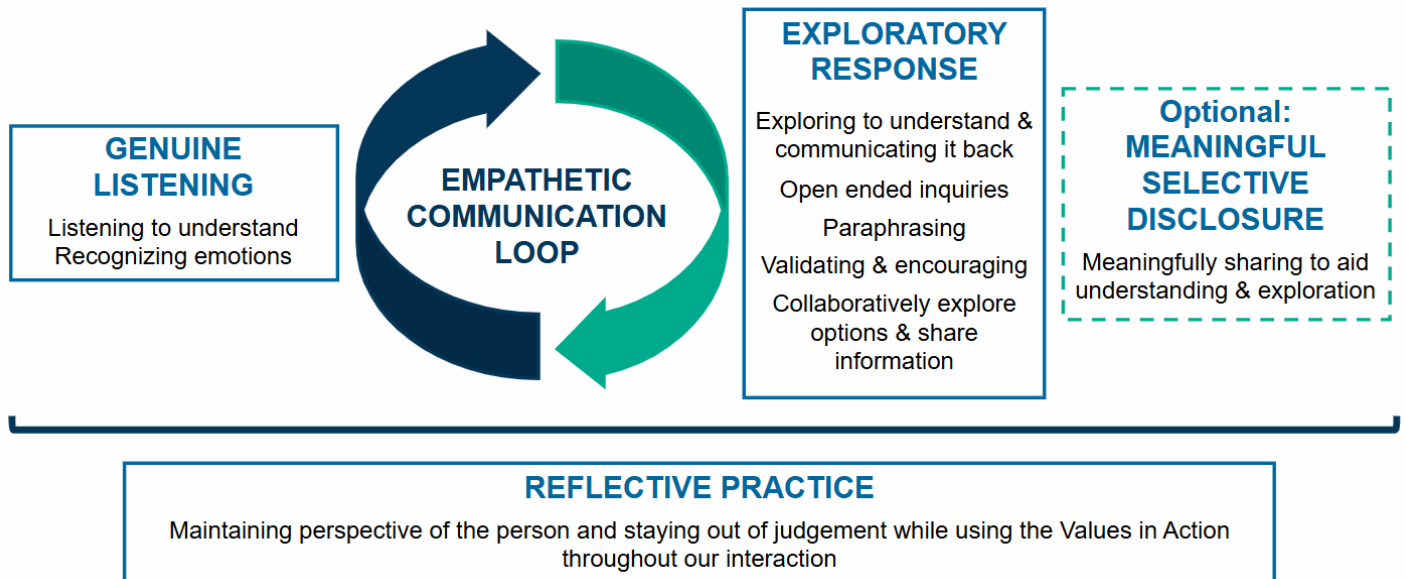 GENUINE
LISTENING
Listening to understand
Recognizing emotions
EMPATHETIC
COMMUNICATION
LOOP
EXPLORATORY
RESPONSE
Exploring to understand &
communicating it back
Open ended inquiries
Paraphrasing
Validating & encouraging
Collaboratively explore
options & share
information
Optional:
MEANINGFUL
SELECTIVE
DISCLOSURE
Meaningfully sharing to aid
understanding & exploration
REFLECTIVE PRACTICE
Maintaining perspective of the person and staying out of judgement while using the Values in Action
throughout our interaction